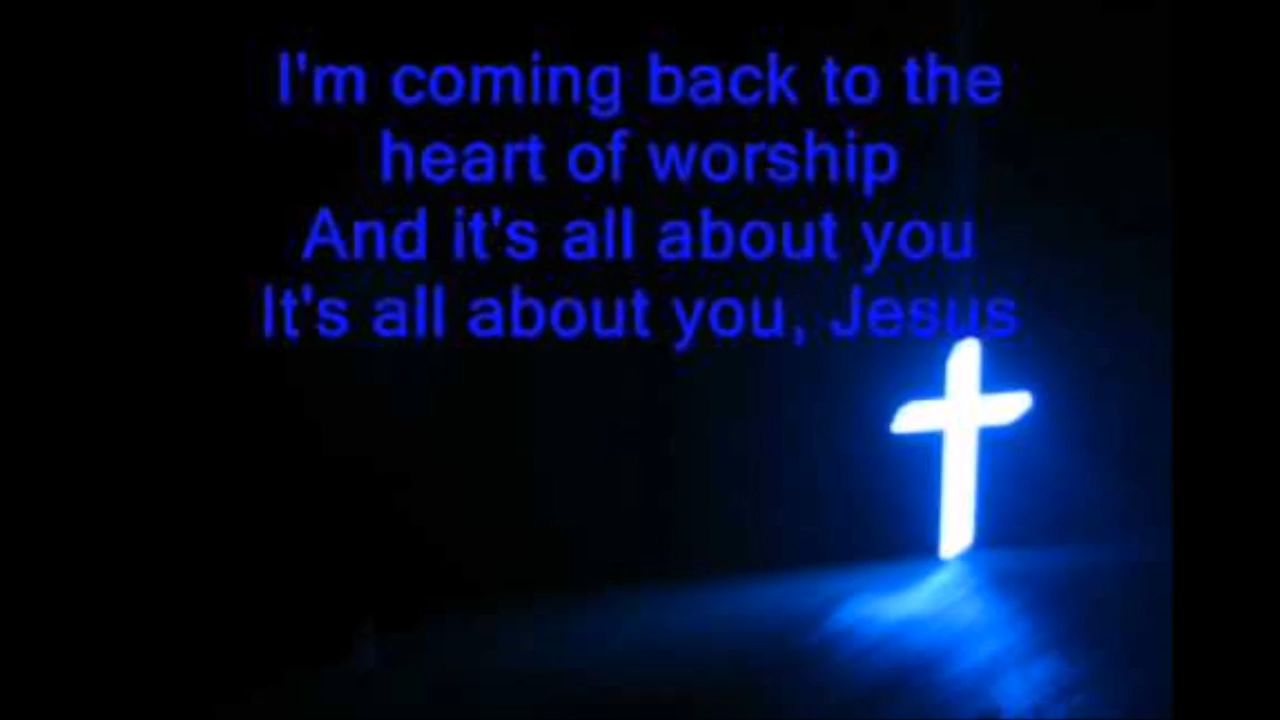 I'm coming back to the
heart of worship
And it's all about you
It's all about you, Jesus